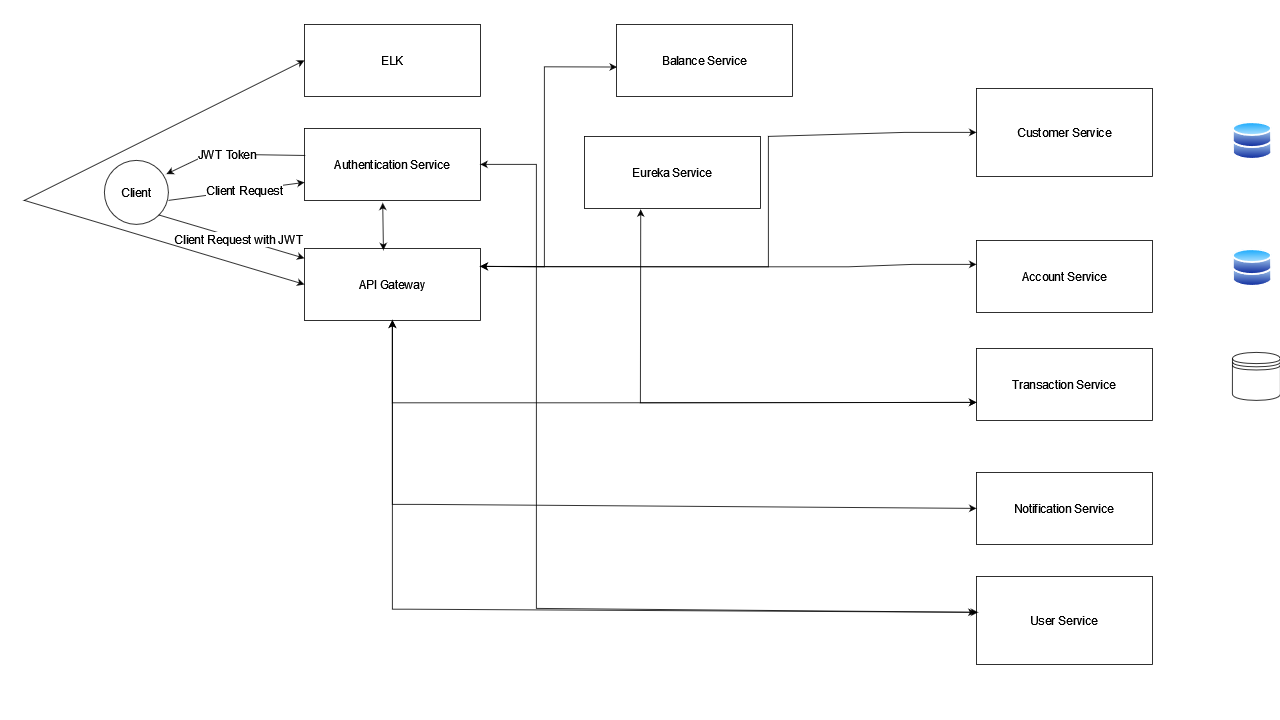 ELK
Balance Service
Customer Service
JWT Token
Authentication Service
Eureka Service
Client
Client Request
Client Request with JWT
API Gateway
Account Service
Transaction Service
Notification Service
User Service